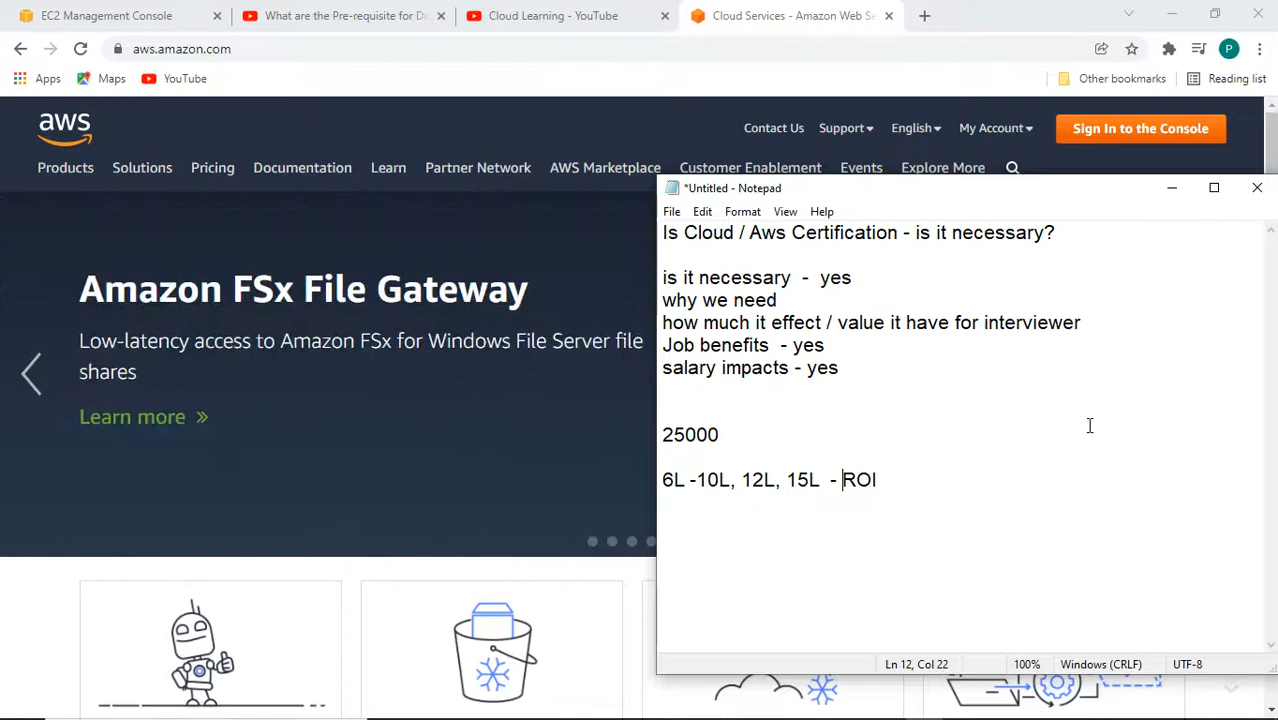 EC2 Management Console
What are the Pre-requisite for D
Cloud Learning - YouTube
Cloud Services - Amazon Web Se
aws.amazon.com
P
Apps
Maps
YouTube
Other bookmarks
Reading list
aws
Contact Us
Support
English
My Account
Sign In to the Console
Products
Solutions
Pricing
Documentation
Learn
Partner Network
AWS Marketplace
Customer Enablement
Events
Explore More
Amazon FSx File Gateway
Low-latency access to Amazon FSx for Windows File Server file
shares
Learn more »
*Untitled - Notepad
File Edit Format View Help
Is Cloud / Aws Certification - is it necessary?
is it necessary - yes
why we need
how much it effect / value it have for interviewer
Job benefits - yes
salary impacts - yes
25000
6L -10L, 12L, 15L - ROI
Ln 12, Col 22
100%
Windows (CRLF)
UTF-8